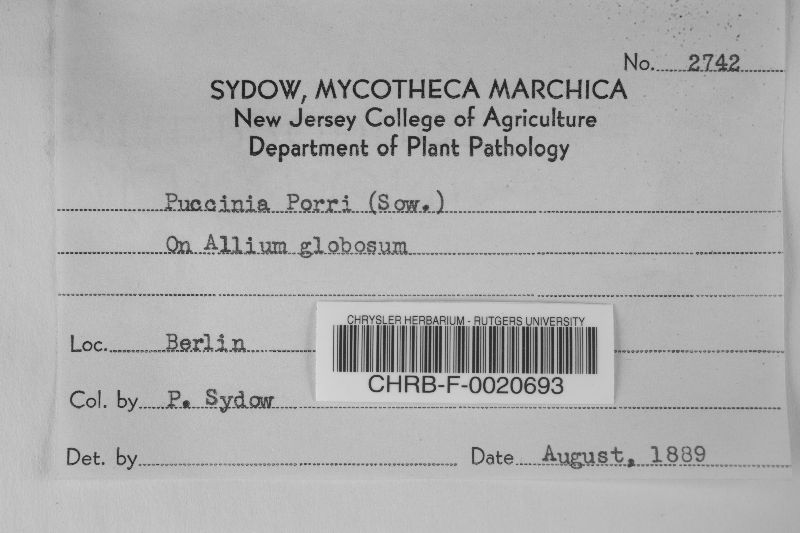 No. 2742
SYDOW, MYCOTHECA MARCHICA
New Jersey College of Agriculture
Department of Plant Pathology
Puccinia Porri (Sow.)
On Allium globosum
CHRYSLER HERBARIUM - RUTGERS UNIVERSITY
Loc. Berlin
CHRB-F-0020693
Col. by P. Sydow
Det. by
Date August, 1889